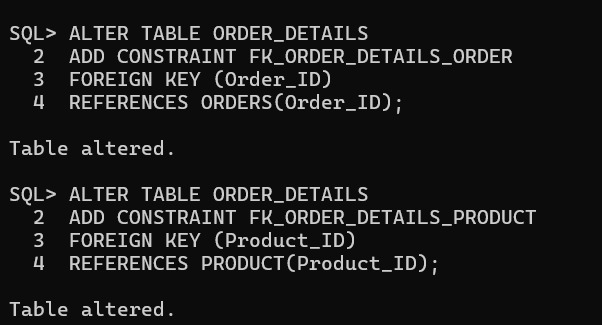 SQL> ALTER TABLE ORDER_DETAILS
  2  ADD CONSTRAINT FK_ORDER_DETAILS_ORDER
  3  FOREIGN KEY (Order_ID)
  4  REFERENCES ORDERS(Order_ID);
Table altered.
SQL> ALTER TABLE ORDER_DETAILS
  2  ADD CONSTRAINT FK_ORDER_DETAILS_PRODUCT
  3  FOREIGN KEY (Product_ID)
  4  REFERENCES PRODUCT(Product_ID);
Table altered.